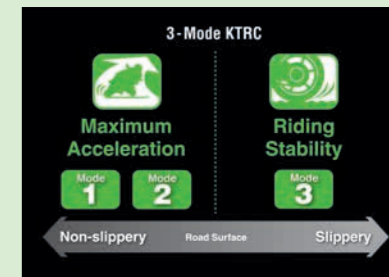 3-Mode KTRC
Maximum
Acceleration
Riding
Stability
Mode
1
Mode
2
Mode
3
Non-slippery
Road Surface
Slippery